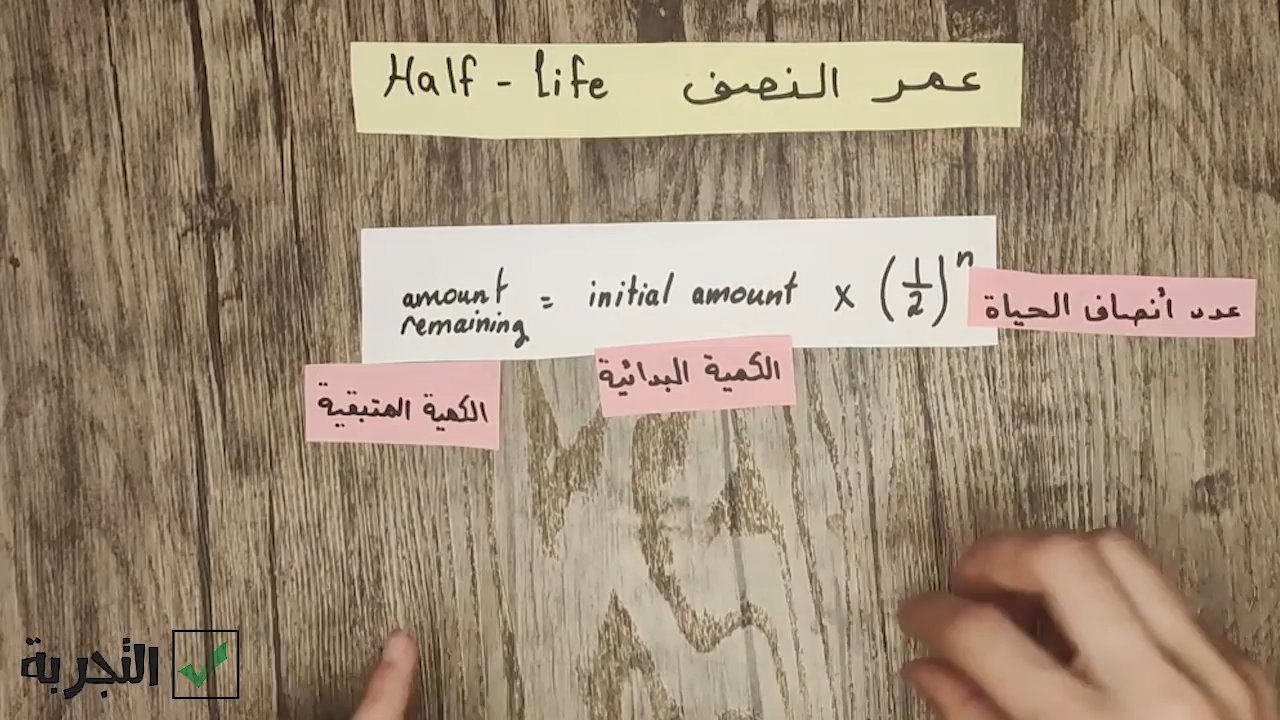 Half - life عمر النصف
amount remaining = initial amount x (1/2)^n
عدد أنصاف الحياة
الكمية البدائية
الكمية المتبقية
التجربة